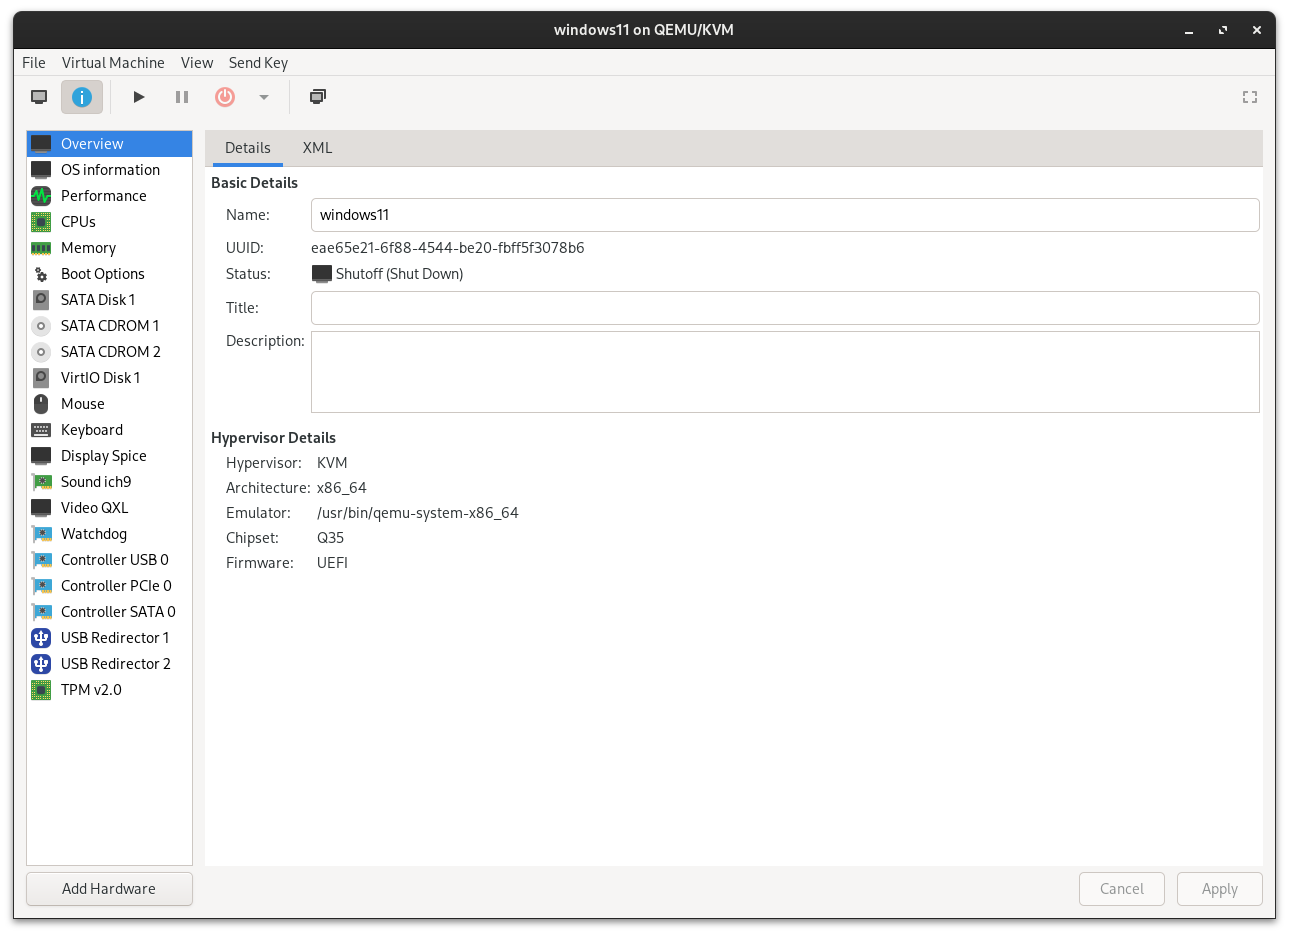 windows11 on QEMU/KVM
File Virtual Machine View Send Key
Overview
OS information
Performance
CPUs
Memory
Boot Options
SATA Disk 1
SATA CDROM 1
SATA CDROM 2
VirtIO Disk 1
Mouse
Keyboard
Display Spice
Sound ich9
Video QXL
Watchdog
Controller USB 0
Controller PCIe 0
Controller SATA 0
USB Redirector 1
USB Redirector 2
TPM v2.0
Add Hardware
Details XML
Basic Details
Name: windows11
UUID: eae65e21-6f88-4544-be20-fbff5f3078b6
Status: Shutoff (Shut Down)
Title:
Description:
Hypervisor Details
Hypervisor: KVM
Architecture: x86_64
Emulator: /usr/bin/qemu-system-x86_64
Chipset: Q35
Firmware: UEFI
Cancel Apply